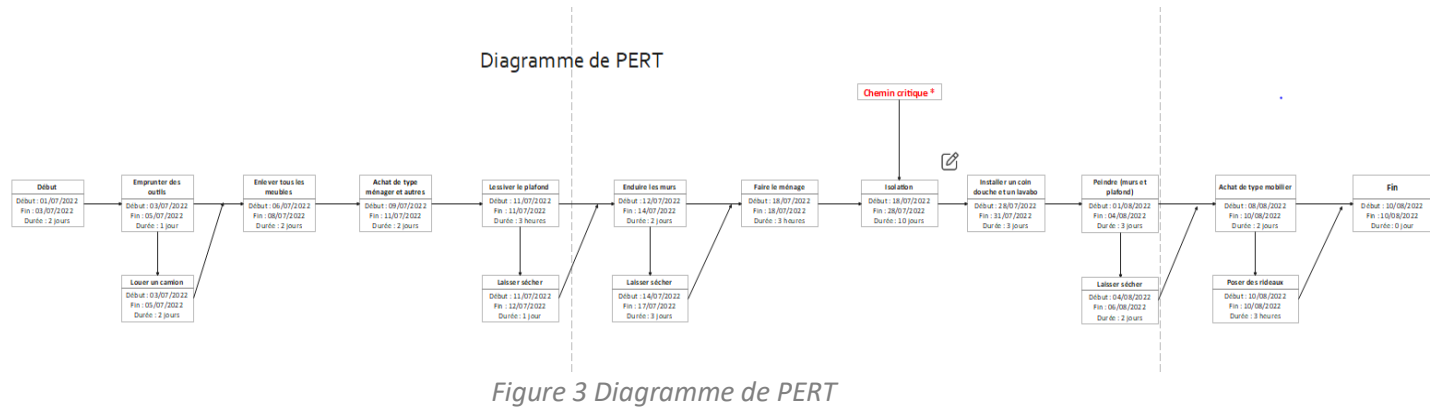 Diagramme de PERT
Chemin critique *
Début
Début : 01/07/2022
Fin : 03/07/2022
Durée : 2 jours
Emprunter des
outils
Début : 03/07/2022
Fin : 05/07/2022
Durée : 1 jour
Enlever tous les
meubles
Début : 06/07/2022
Fin : 08/07/2022
Durée : 2 jours
Achat de type
ménager et autres
Début : 09/07/2022
Fin : 11/07/2022
Durée : 2 jours
Lessiver le plafond
Début : 11/07/2022
Fin : 11/07/2022
Durée : 3 heures
Enduire les murs
Début : 12/07/2022
Fin : 14/07/2022
Durée : 2 jours
Faire le ménage
Début : 18/07/2022
Fin : 18/07/2022
Durée : 3 heures
Isolation
Début : 18/07/2022
Fin : 28/07/2022
Durée : 10 jours
Installer un coin
douche et un lavabo
Début : 28/07/2022
Fin : 31/07/2022
Durée : 3 jours
Peindre (murs et
plafond)
Début : 01/08/2022
Fin : 04/08/2022
Durée : 3 jours
Achat de type mobilier
Début : 08/08/2022
Fin : 10/08/2022
Durée : 2 jours
Fin
Début : 10/08/2022
Fin : 10/08/2022
Durée : 0 jour
Louer un camion
Début : 03/07/2022
Fin : 05/07/2022
Durée : 2 jours
Laisser sécher
Début : 11/07/2022
Fin : 12/07/2022
Durée : 1 jour
Laisser sécher
Début : 14/07/2022
Fin : 17/07/2022
Durée : 3 jours
Laisser sécher
Début : 04/08/2022
Fin : 06/08/2022
Durée : 2 jours
Poser des rideaux
Début : 10/08/2022
Fin : 10/08/2022
Durée : 3 heures
Figure 3 Diagramme de PERT